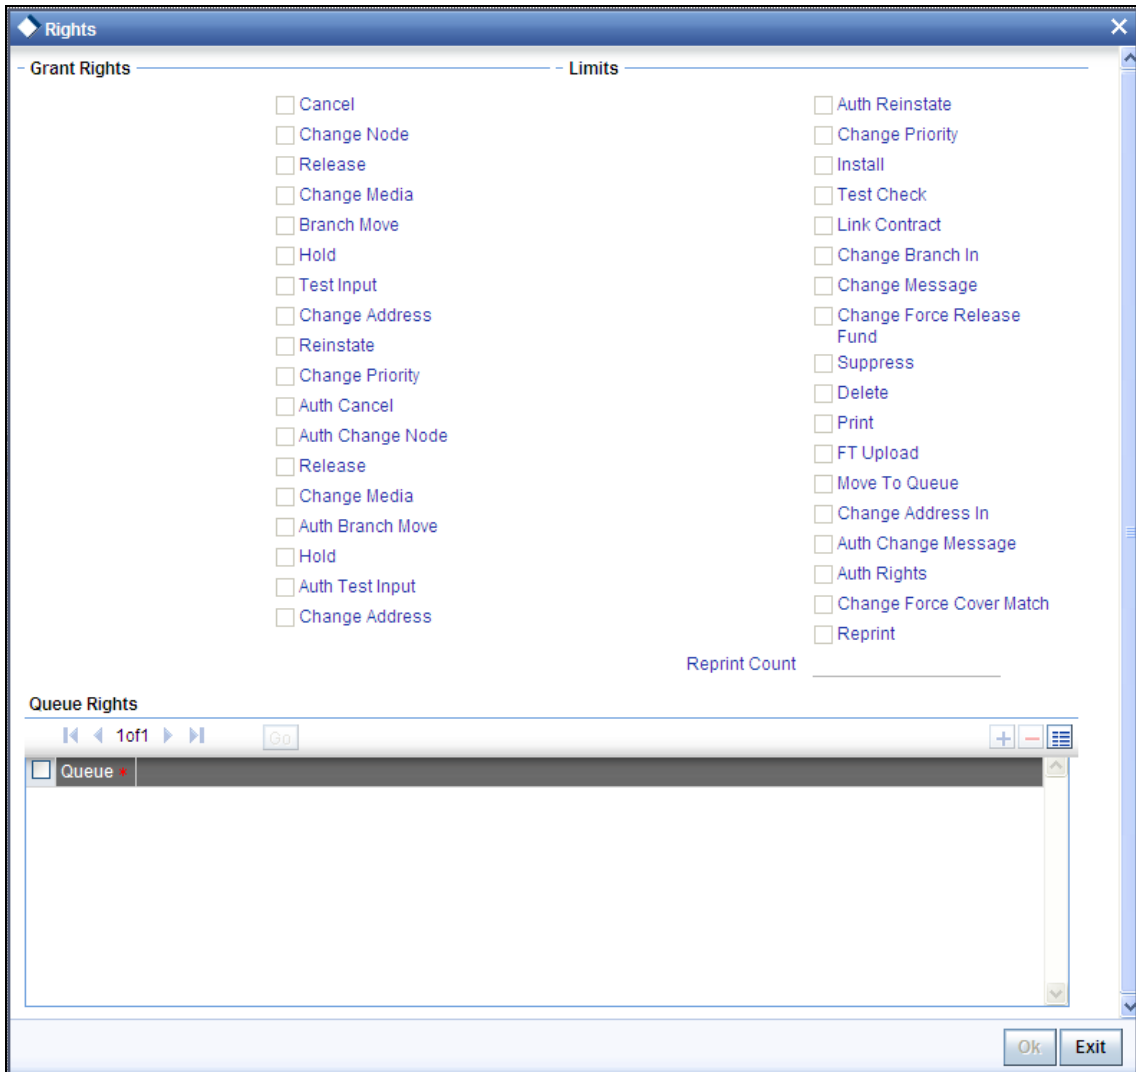 Rights
Grant Rights
Cancel
Change Node
Release
Change Media
Branch Move
Hold
Test Input
Change Address
Reinstate
Change Priority
Auth Cancel
Auth Change Node
Release
Change Media
Auth Branch Move
Hold
Auth Test Input
Change Address
Limits
Auth Reinstate
Change Priority
Install
Test Check
Link Contract
Change Branch In
Change Message
Change Force Release
Fund
Suppress
Delete
Print
FT Upload
Move To Queue
Change Address In
Auth Change Message
Auth Rights
Change Force Cover Match
Reprint
Reprint Count
Queue Rights
1of1
Go
Queue *
Ok
Exit